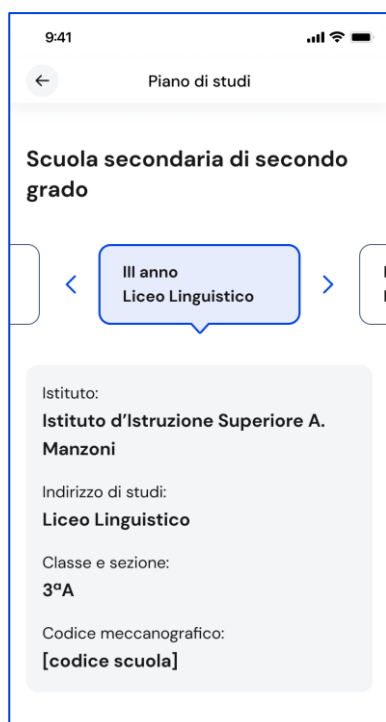 9:41
Piano di studi
Scuola secondaria di secondo
grado
III anno
Liceo Linguistico
Istituto:
Istituto d'Istruzione Superiore A.
Manzoni
Indirizzo di studi:
Liceo Linguistico
Classe e sezione:
3ªA
Codice meccanografico:
[codice scuola]